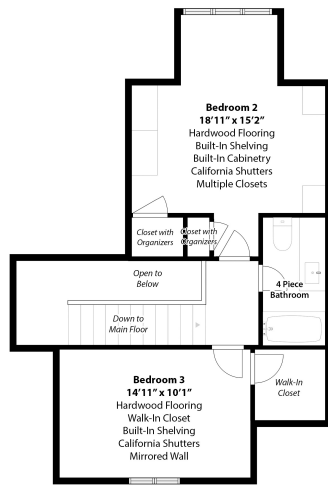 Bedroom 2
18'11" x 15'2"
Hardwood Flooring
Built-In Shelving
Built-In Cabinetry
California Shutters
Multiple Closets
Closet with
Organizers
Closet with
Organizers
Open to
Below
4 Piece
Bathroom
Down to
Main Floor
Bedroom 3
14'11" x 10'1"
Hardwood Flooring
Walk-In Closet
Built-In Shelving
California Shutters
Mirrored Wall
Walk-In
Closet